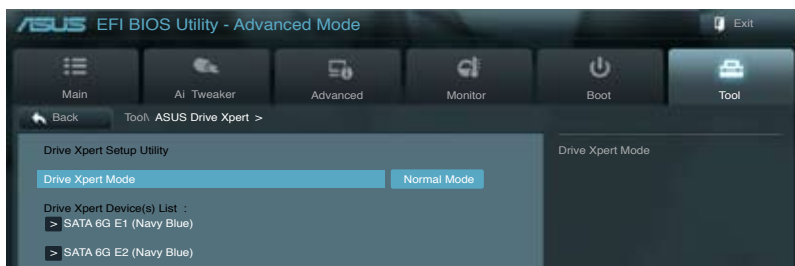 ASUS EFI BIOS Utility - Advanced Mode
Exit
Main Ai Tweaker Advanced Monitor Boot Tool
Back Tool\ ASUS Drive Xpert >
Drive Xpert Setup Utility
Drive Xpert Mode
Drive Xpert Mode Normal Mode
Drive Xpert Device(s) List :
> SATA 6G E1 (Navy Blue)
> SATA 6G E2 (Navy Blue)